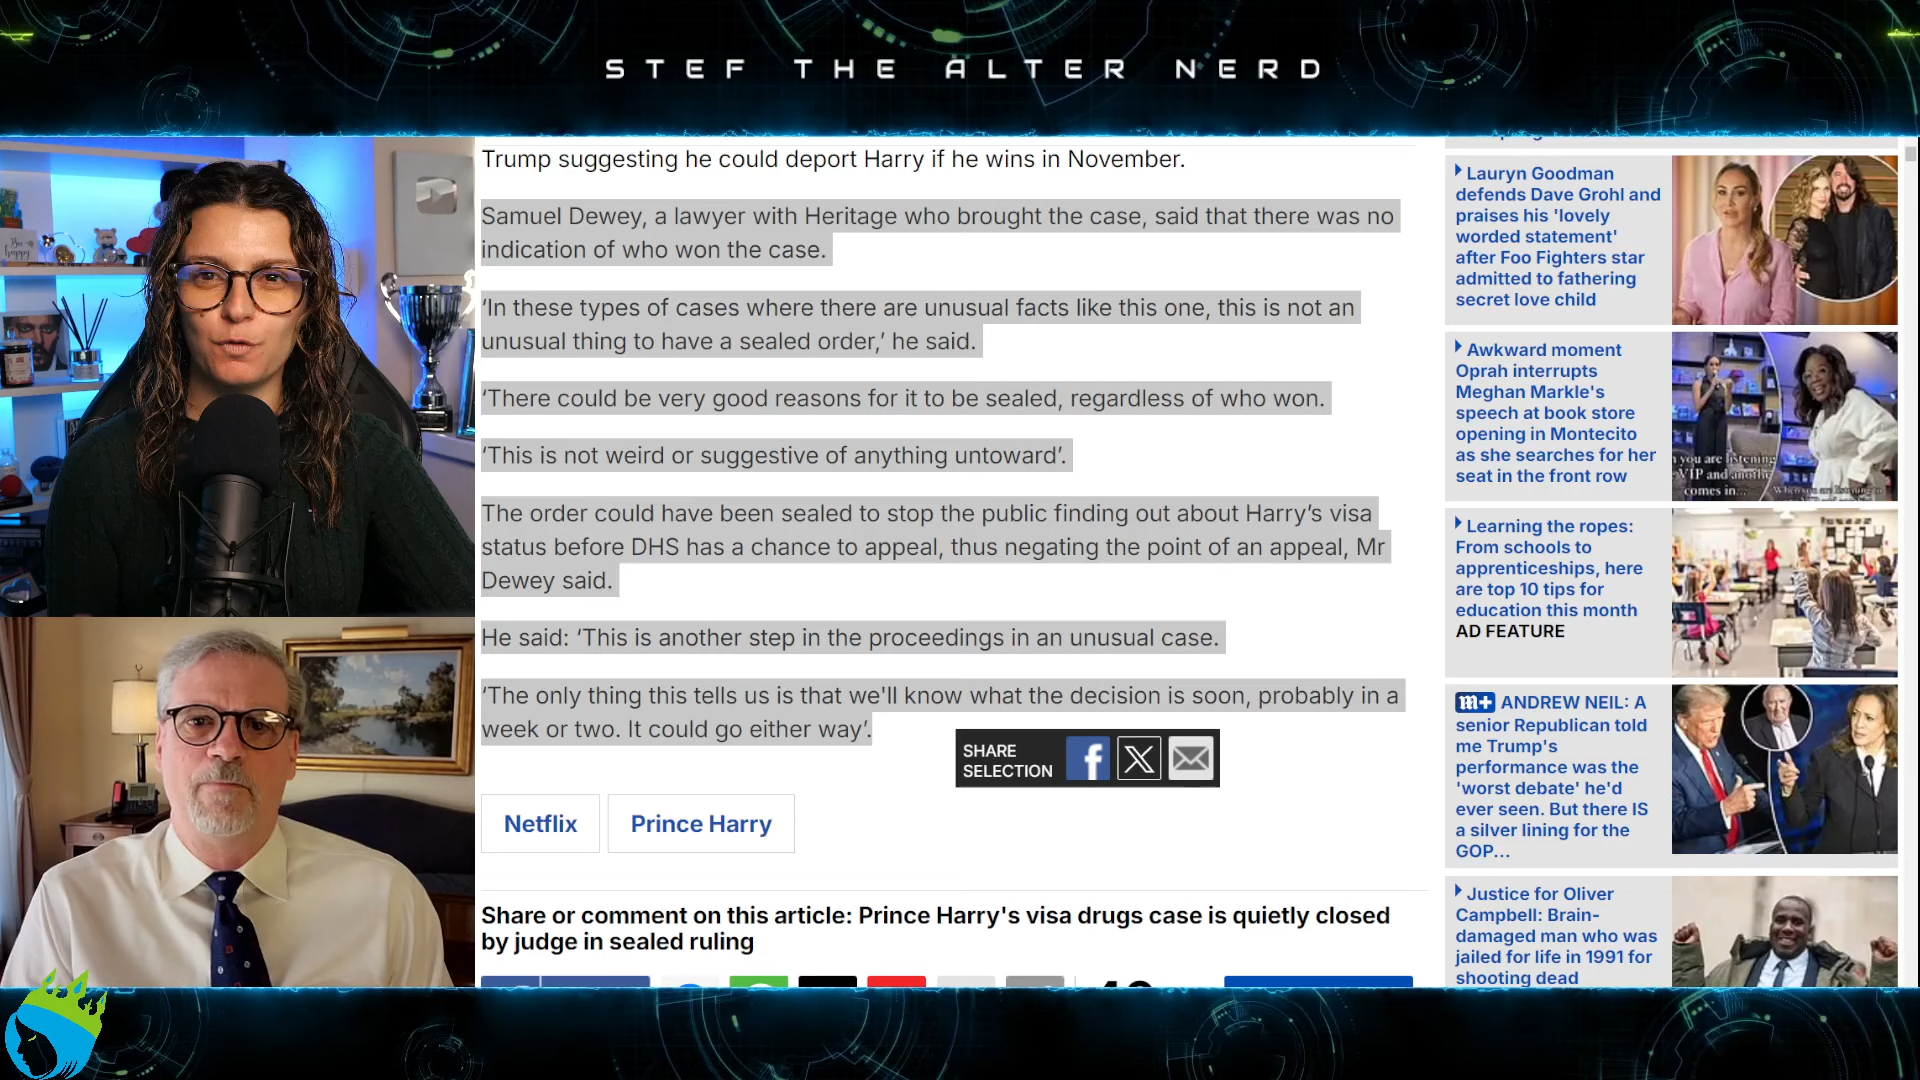 STEF THE ALTER NERD
Trump suggesting he could deport Harry if he wins in November.
Samuel Dewey, a lawyer with Heritage who brought the case, said that there was no
indication of who won the case.
‘In these types of cases where there are unusual facts like this one, this is not an
unusual thing to have a sealed order,’ he said.
‘There could be very good reasons for it to be sealed, regardless of who won.
‘This is not weird or suggestive of anything untoward’.
The order could have been sealed to stop the public finding out about Harry’s visa
status before DHS has a chance to appeal, thus negating the point of an appeal, Mr
Dewey said.
He said: ‘This is another step in the proceedings in an unusual case.
‘The only thing this tells us is that we'll know what the decision is soon, probably in a
week or two. It could go either way’.
SHARE
SELECTION
Netflix
Prince Harry
Share or comment on this article: Prince Harry's visa drugs case is quietly closed
by judge in sealed ruling
Lauryn Goodman
defends Dave Grohl and
praises his 'lovely
worded statement'
after Foo Fighters star
admitted to fathering
secret love child
Awkward moment
Oprah interrupts
Meghan Markle's
speech at book store
opening in Montecito
as she searches for her
seat in the front row
you are listening
VIP and anothe
comes in...
Learning the ropes:
From schools to
apprenticeships, here
are top 10 tips for
education this month
AD FEATURE
m+ ANDREW NEIL: A
senior Republican told
me Trump's
performance was the
'worst debate' he'd
ever seen. But there IS
a silver lining for the
GOP...
Justice for Oliver
Campbell: Brain-
damaged man who was
jailed for life in 1991 for
shooting dead
Bee
happy